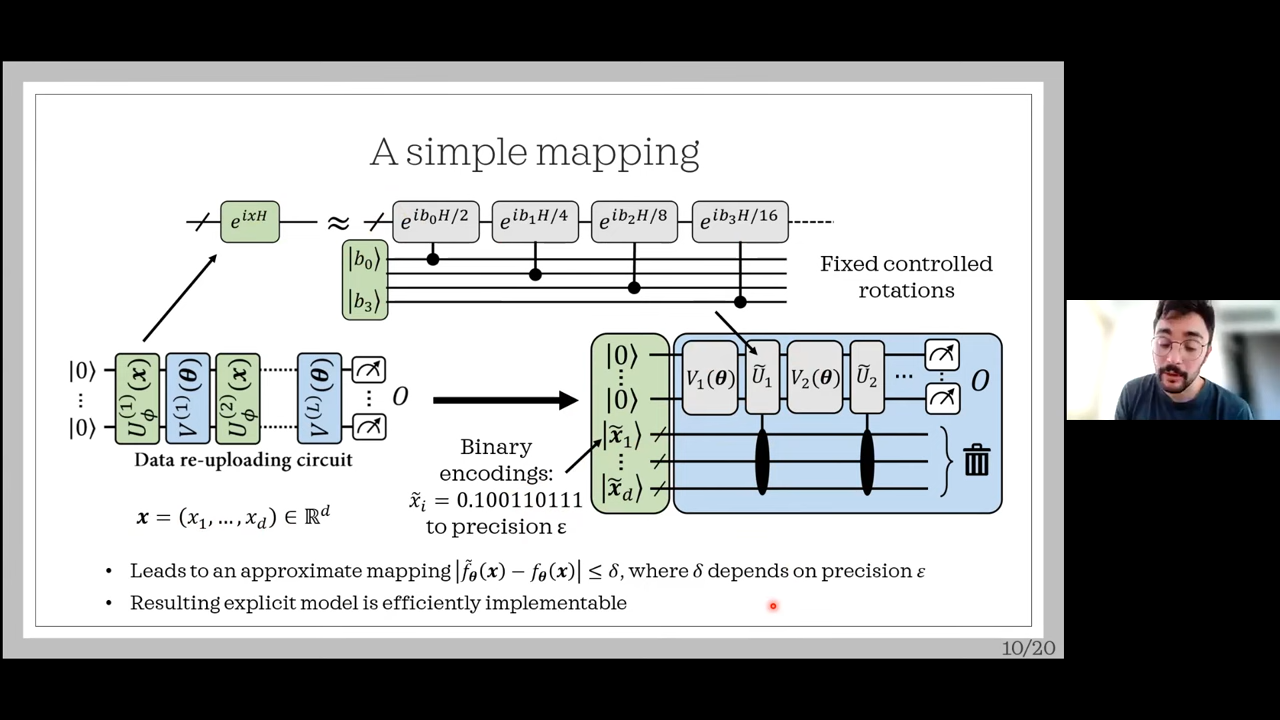 A simple mapping
e^{ixH} ≈ e^{ib_0H/2} e^{ib_1H/4} e^{ib_2H/8} e^{ib_3H/16}
|b_0⟩
|b_3⟩
Fixed controlled
rotations
|0⟩ U_ϕ^{(1)}(x) V^{(1)}(θ) U_ϕ^{(2)}(x) V^{(L)}(θ) O
⋮
|0⟩
Data re-uploading circuit
x = (x_1, …, x_d) ∈ ℝ^d
Binary
encodings:
x̃_i = 0.100110111
to precision ε
|0⟩ V_1(θ) Ũ_1 V_2(θ) Ũ_2 … O
⋮
|0⟩
|x̃_1⟩
⋮
|x̃_d⟩
• Leads to an approximate mapping |f̃_θ(x) − f_θ(x)| ≤ δ, where δ depends on precision ε
• Resulting explicit model is efficiently implementable
10/20